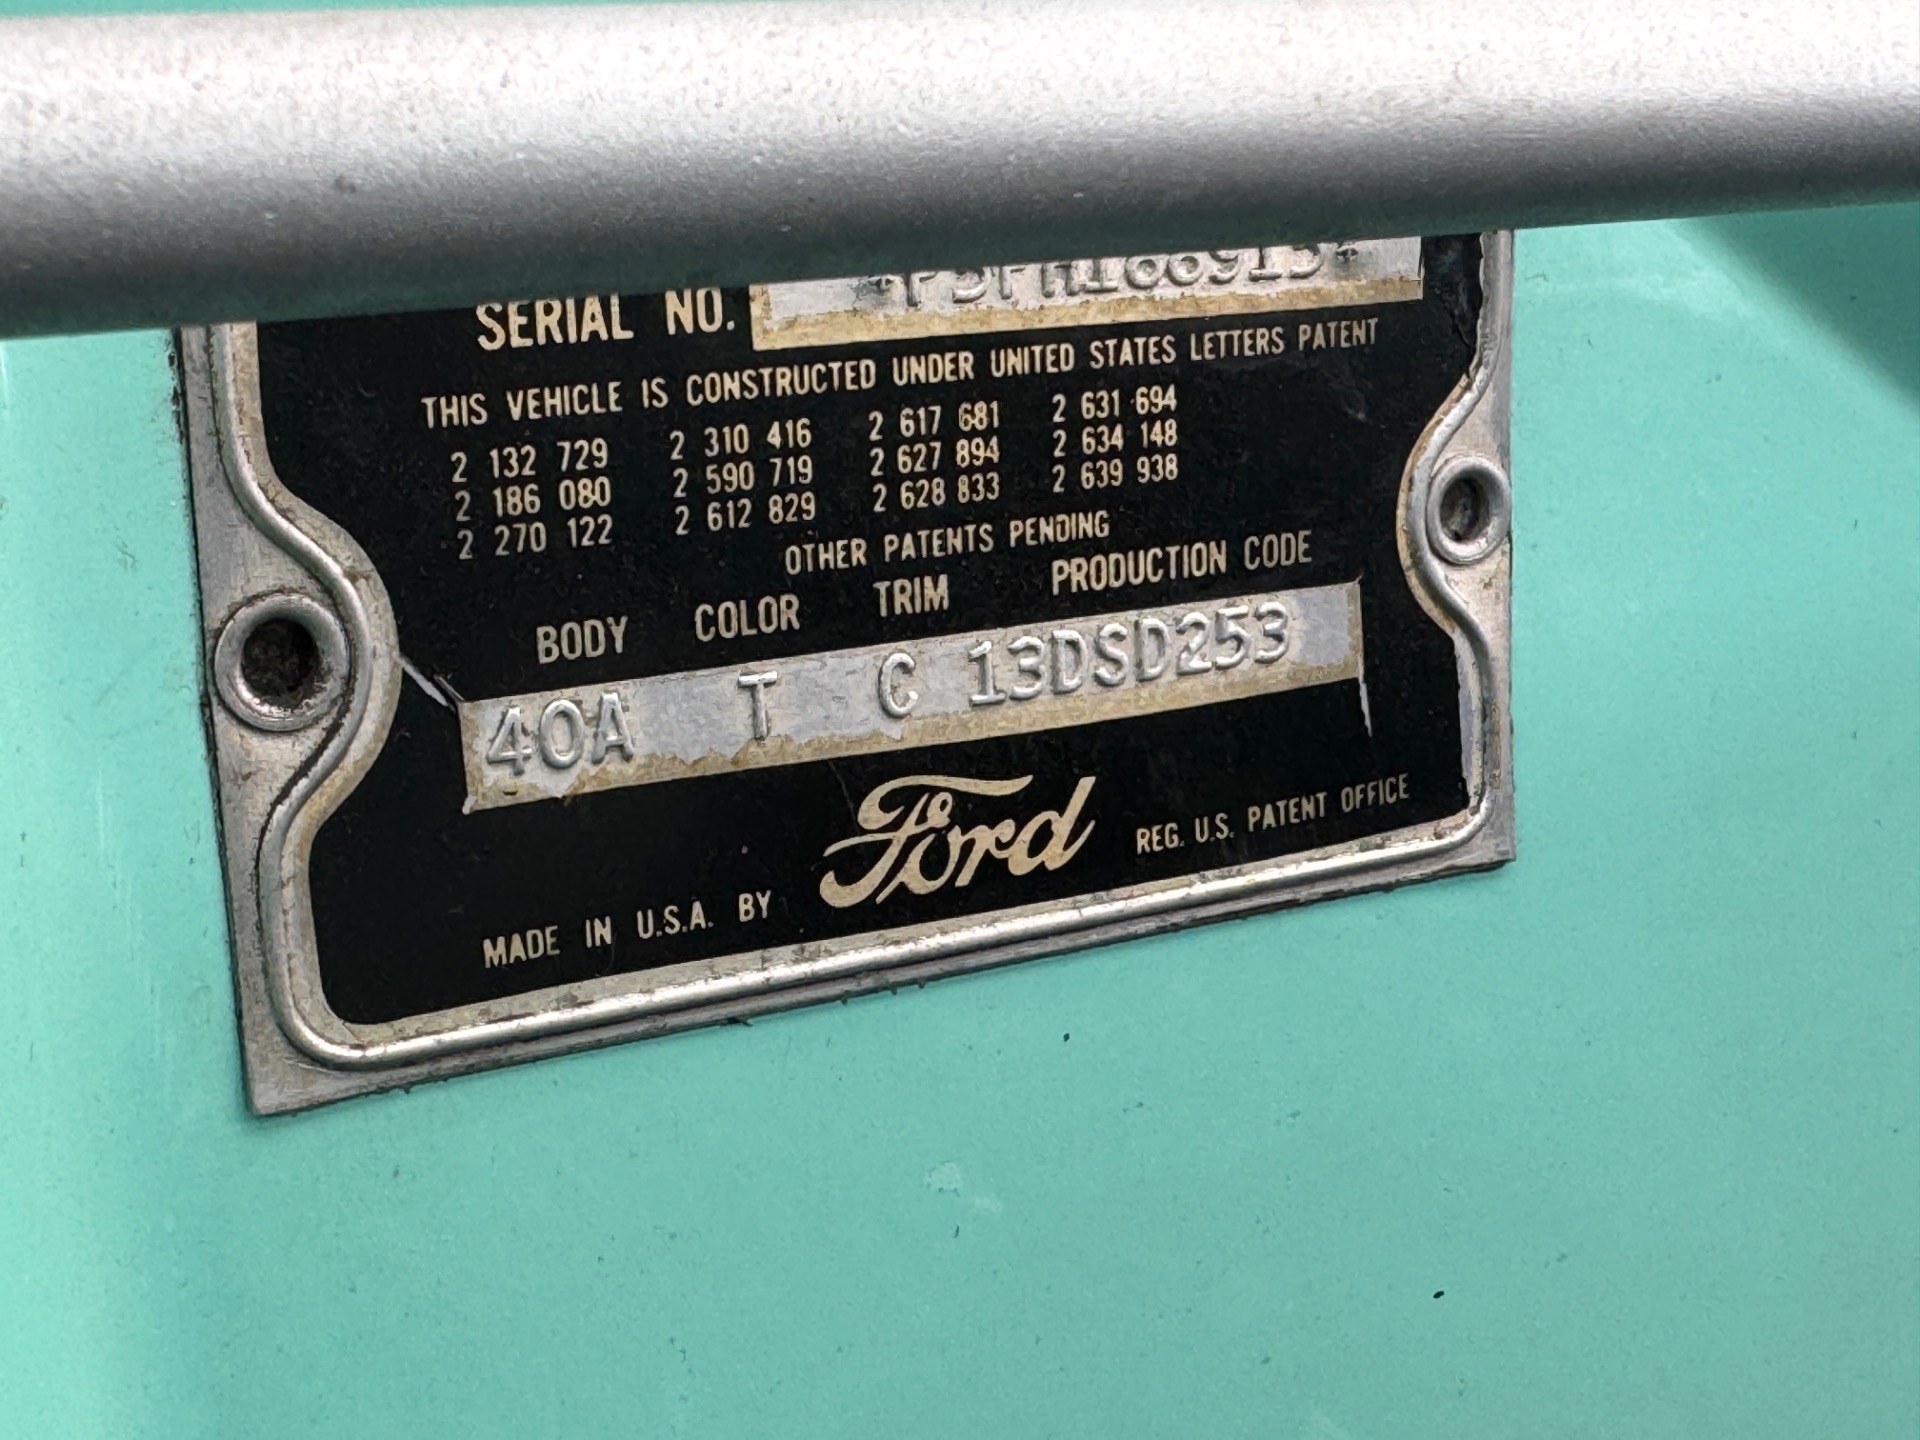 SERIAL NO.
THIS VEHICLE IS CONSTRUCTED UNDER UNITED STATES LETTERS PATENT
2 132 729 2 310 416 2 617 681 2 631 694
2 186 080 2 590 719 2 627 894 2 634 148
2 270 122 2 612 829 2 628 833 2 639 938
OTHER PATENTS PENDING
BODY COLOR TRIM PRODUCTION CODE
40A T C 13DSD253
MADE IN U.S.A. BY Ford REG. U.S. PATENT OFFICE